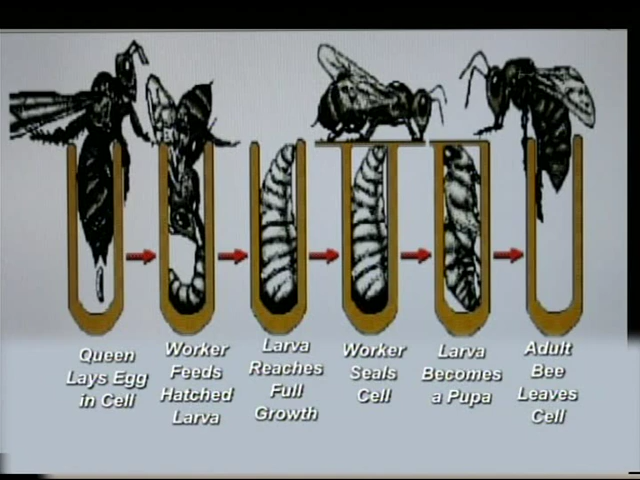 Queen
Lays Egg
in Cell
Worker
Feeds
Hatched
Larva
Larva
Reaches
Full
Growth
Worker
Seals
Cell
Larva
Becomes
a Pupa
Adult
Bee
Leaves
Cell